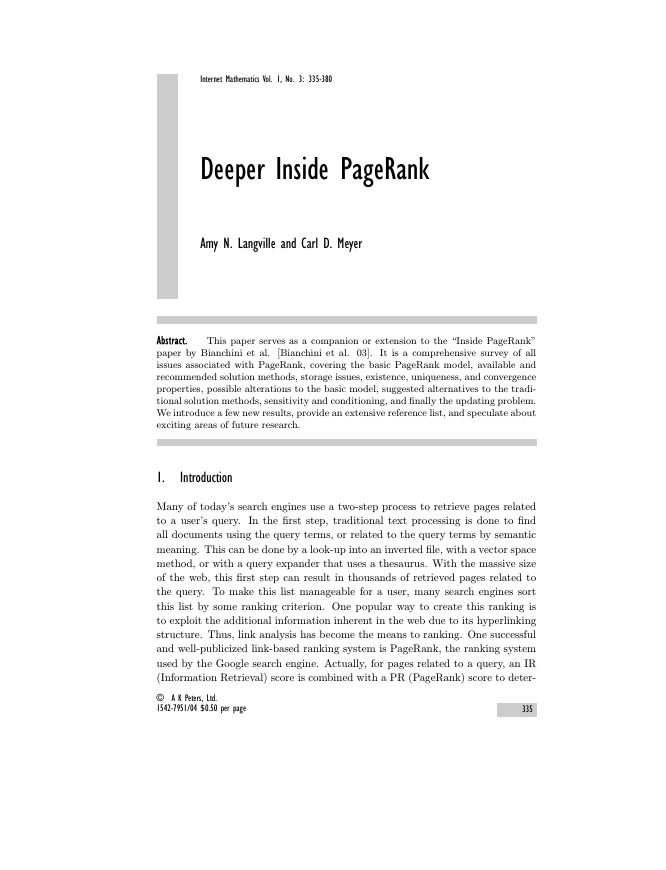 Internet Mathematics Vol. 1, No. 3: 335-380
Deeper Inside PageRank
Amy N. Langville and Carl D. Meyer
Abstract. This paper serves as a companion or extension to the “Inside PageRank”
paper by Bianchini et al. [Bianchini et al. 03]. It is a comprehensive survey of all
issues associated with PageRank, covering the basic PageRank model, available and
recommended solution methods, storage issues, existence, uniqueness, and convergence
properties, possible alterations to the basic model, suggested alternatives to the tradi-
tional solution methods, sensitivity and conditioning, and finally the updating problem.
We introduce a few new results, provide an extensive reference list, and speculate about
exciting areas of future research.
1. Introduction
Many of today’s search engines use a two-step process to retrieve pages related
to a user’s query. In the first step, traditional text processing is done to find
all documents using the query terms, or related to the query terms by semantic
meaning. This can be done by a look-up into an inverted file, with a vector space
method, or with a query expander that uses a thesaurus. With the massive size
of the web, this first step can result in thousands of retrieved pages related to
the query. To make this list manageable for a user, many search engines sort
this list by some ranking criterion. One popular way to create this ranking is
to exploit the additional information inherent in the web due to its hyperlinking
structure. Thus, link analysis has become the means to ranking. One successful
and well-publicized link-based ranking system is PageRank, the ranking system
used by the Google search engine. Actually, for pages related to a query, an IR
(Information Retrieval) score is combined with a PR (PageRank) score to deter-
© A K Peters, Ltd.
1542-7951/04 $0.50 per page
335